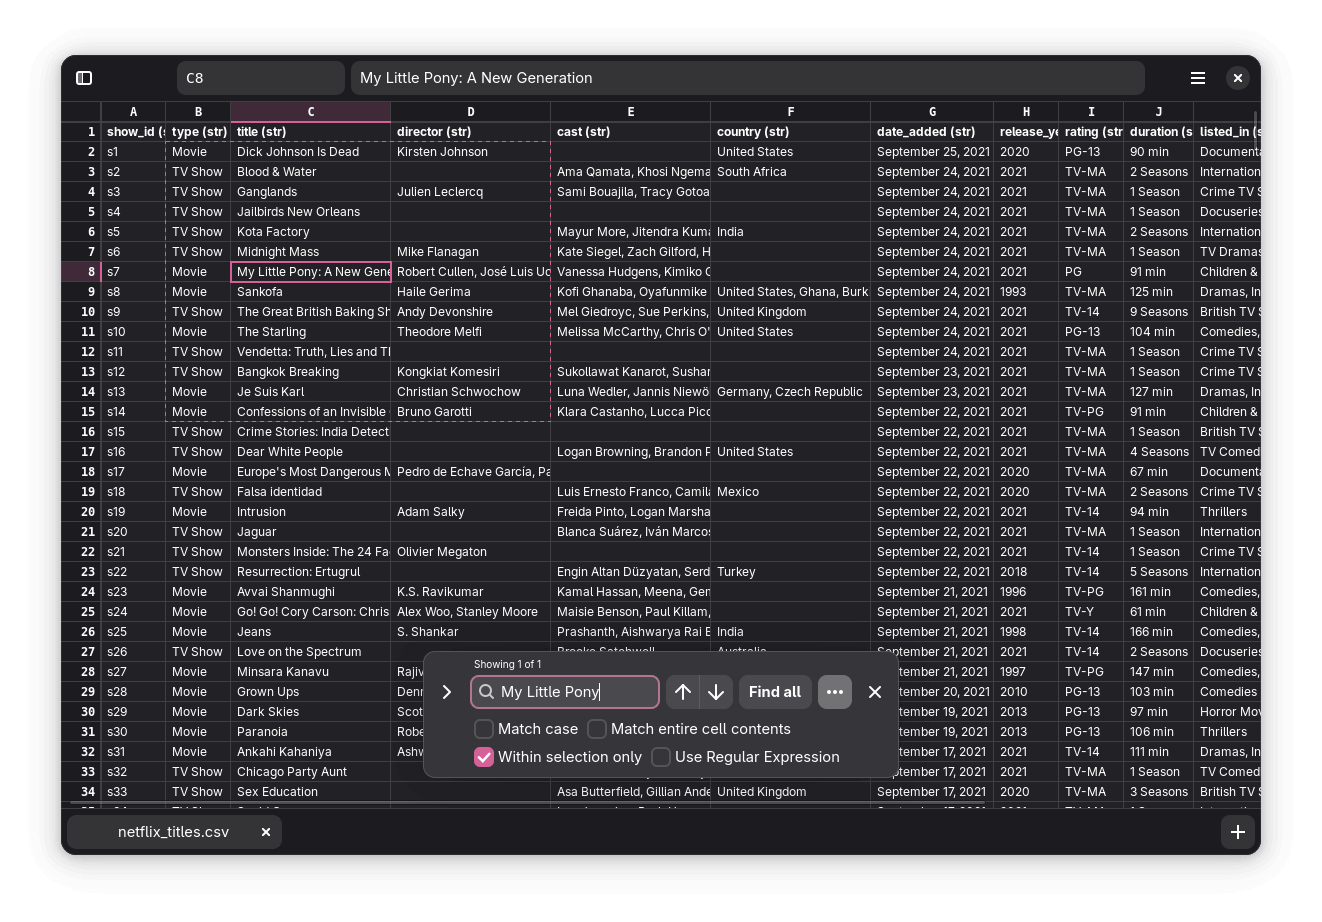 C8 My Little Pony: A New Generation
A B C D E F G H I J
1 show_id (s type (str) title (str) director (str) cast (str) country (str) date_added (str) release_ye rating (str duration (s listed_in (s
2 s1 Movie Dick Johnson Is Dead Kirsten Johnson United States September 25, 2021 2020 PG-13 90 min Documenta
3 s2 TV Show Blood & Water Ama Qamata, Khosi Ngema South Africa September 24, 2021 2021 TV-MA 2 Seasons Internation
4 s3 TV Show Ganglands Julien Leclercq Sami Bouajila, Tracy Gotoa September 24, 2021 2021 TV-MA 1 Season Crime TV S
5 s4 TV Show Jailbirds New Orleans September 24, 2021 2021 TV-MA 1 Season Docuseries
6 s5 TV Show Kota Factory Mayur More, Jitendra Kuma India September 24, 2021 2021 TV-MA 2 Seasons Internation
7 s6 TV Show Midnight Mass Mike Flanagan Kate Siegel, Zach Gilford, H September 24, 2021 2021 TV-MA 1 Season TV Dramas
8 s7 Movie My Little Pony: A New Gene Robert Cullen, José Luis Uc Vanessa Hudgens, Kimiko G September 24, 2021 2021 PG 91 min Children &
9 s8 Movie Sankofa Haile Gerima Kofi Ghanaba, Oyafunmike United States, Ghana, Burk September 24, 2021 1993 TV-MA 125 min Dramas, In
10 s9 TV Show The Great British Baking Sh Andy Devonshire Mel Giedroyc, Sue Perkins, United Kingdom September 24, 2021 2021 TV-14 9 Seasons British TV S
11 s10 Movie The Starling Theodore Melfi Melissa McCarthy, Chris O' United States September 24, 2021 2021 PG-13 104 min Comedies,
12 s11 TV Show Vendetta: Truth, Lies and Th September 24, 2021 2021 TV-MA 1 Season Crime TV S
13 s12 TV Show Bangkok Breaking Kongkiat Komesiri Sukollawat Kanarot, Sushar September 23, 2021 2021 TV-MA 1 Season Crime TV S
14 s13 Movie Je Suis Karl Christian Schwochow Luna Wedler, Jannis Niewö Germany, Czech Republic September 23, 2021 2021 TV-MA 127 min Dramas, In
15 s14 Movie Confessions of an Invisible Bruno Garotti Klara Castanho, Lucca Picc September 22, 2021 2021 TV-PG 91 min Children &
16 s15 TV Show Crime Stories: India Detect September 22, 2021 2021 TV-MA 1 Season British TV S
17 s16 TV Show Dear White People Logan Browning, Brandon P United States September 22, 2021 2021 TV-MA 4 Seasons TV Comed
18 s17 Movie Europe's Most Dangerous M Pedro de Echave García, Pa September 22, 2021 2020 TV-MA 67 min Documenta
19 s18 TV Show Falsa identidad Luis Ernesto Franco, Camila Mexico September 22, 2021 2020 TV-MA 2 Seasons Crime TV S
20 s19 Movie Intrusion Adam Salky Freida Pinto, Logan Marsha September 22, 2021 2021 TV-14 94 min Thrillers
21 s20 TV Show Jaguar Blanca Suárez, Iván Marcos September 22, 2021 2021 TV-MA 1 Season Internation
22 s21 TV Show Monsters Inside: The 24 Fac Olivier Megaton September 22, 2021 2021 TV-14 1 Season Crime TV S
23 s22 TV Show Resurrection: Ertugrul Engin Altan Düzyatan, Serd Turkey September 22, 2021 2018 TV-14 5 Seasons Internation
24 s23 Movie Avvai Shanmughi K.S. Ravikumar Kamal Hassan, Meena, Gem September 21, 2021 1996 TV-PG 161 min Comedies,
25 s24 Movie Go! Go! Cory Carson: Chris Alex Woo, Stanley Moore Maisie Benson, Paul Killam, September 21, 2021 2021 TV-Y 61 min Children &
26 s25 Movie Jeans S. Shankar Prashanth, Aishwarya Rai B India September 21, 2021 1998 TV-14 166 min Comedies,
27 s26 TV Show Love on the Spectrum Brooke Satchwell Australia September 21, 2021 2021 TV-14 2 Seasons Docuseries
28 s27 Movie Minsara Kanavu Rajiv September 21, 2021 1997 TV-PG 147 min Comedies,
29 s28 Movie Grown Ups Denn September 20, 2021 2010 PG-13 103 min Comedies
30 s29 Movie Dark Skies Scot September 19, 2021 2013 PG-13 97 min Horror Mov
31 s30 Movie Paranoia Robe September 19, 2021 2013 PG-13 106 min Thrillers
32 s31 Movie Ankahi Kahaniya Ashw September 17, 2021 2021 TV-14 111 min Dramas, In
33 s32 TV Show Chicago Party Aunt September 17, 2021 2021 TV-MA 1 Season TV Comed
34 s33 TV Show Sex Education Asa Butterfield, Gillian Ande United Kingdom September 17, 2021 2020 TV-MA 3 Seasons British TV S
Showing 1 of 1
My Little Pony Find all
Match case Match entire cell contents
Within selection only Use Regular Expression
netflix_titles.csv